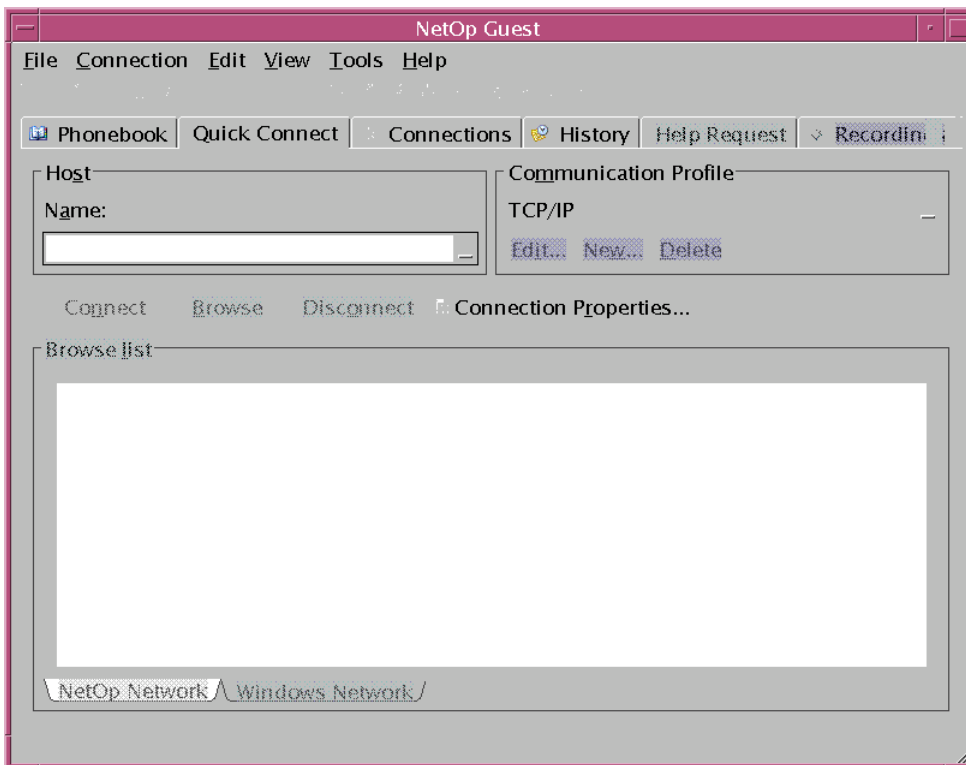 NetOp Guest
File Connection Edit View Tools Help
Phonebook Quick Connect Connections History Help Request Recordin
Host
Name:
Communication Profile
TCP/IP
Edit... New... Delete
Connect Browse Disconnect Connection Properties...
Browse list
NetOp Network Windows Network